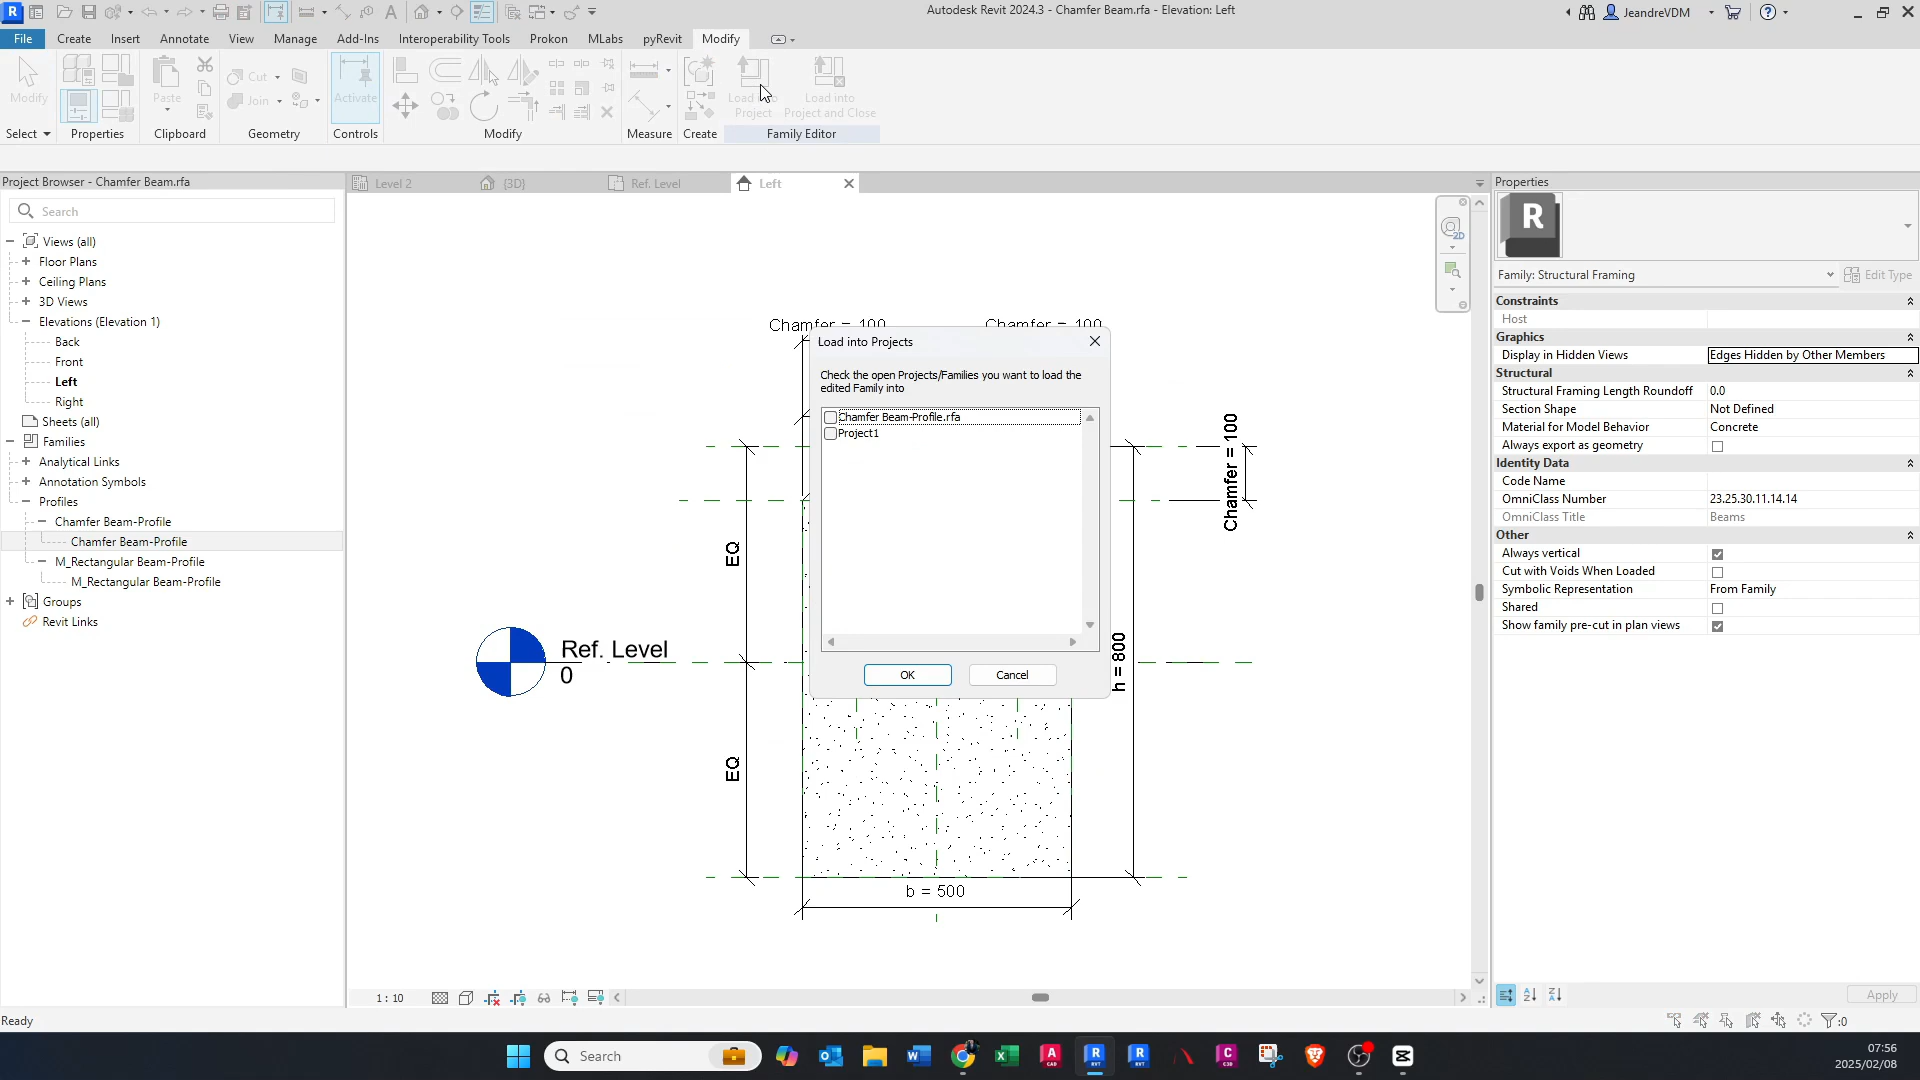 Autodesk Revit 2024.3 - Chamfer Beam.rfa - Elevation: Left
JeandreVDM
File Create Insert Annotate View Manage Add-Ins Interoperability Tools Prokon MLabs pyRevit Modify
Modify Paste Cut Join Activate Load into Project Load into Project and Close
Select Properties Clipboard Geometry Controls Modify Measure Create Family Editor
Project Browser - Chamfer Beam.rfa
Search
Views (all)
Floor Plans
Ceiling Plans
3D Views
Elevations (Elevation 1)
Back
Front
Left
Right
Sheets (all)
Families
Analytical Links
Annotation Symbols
Profiles
Chamfer Beam-Profile
Chamfer Beam-Profile
M_Rectangular Beam-Profile
M_Rectangular Beam-Profile
Groups
Revit Links
Level 2 {3D} Ref. Level Left
2D
Chamfer = 100 Chamfer = 100
Chamfer = 100
EQ
Ref. Level
0
h = 800
EQ
b = 500
Load into Projects
Check the open Projects/Families you want to load the
edited Family into
Chamfer Beam-Profile.rfa
Project1
OK Cancel
Properties
R
Family: Structural Framing Edit Type
Constraints
Host
Graphics
Display in Hidden Views Edges Hidden by Other Members
Structural
Structural Framing Length Roundoff 0.0
Section Shape Not Defined
Material for Model Behavior Concrete
Always export as geometry
Identity Data
Code Name
OmniClass Number 23.25.30.11.14.14
OmniClass Title Beams
Other
Always vertical
Cut with Voids When Loaded
Symbolic Representation From Family
Shared
Show family pre-cut in plan views
Apply
1 : 10
Ready
:0
Search
07:56
2025/02/08